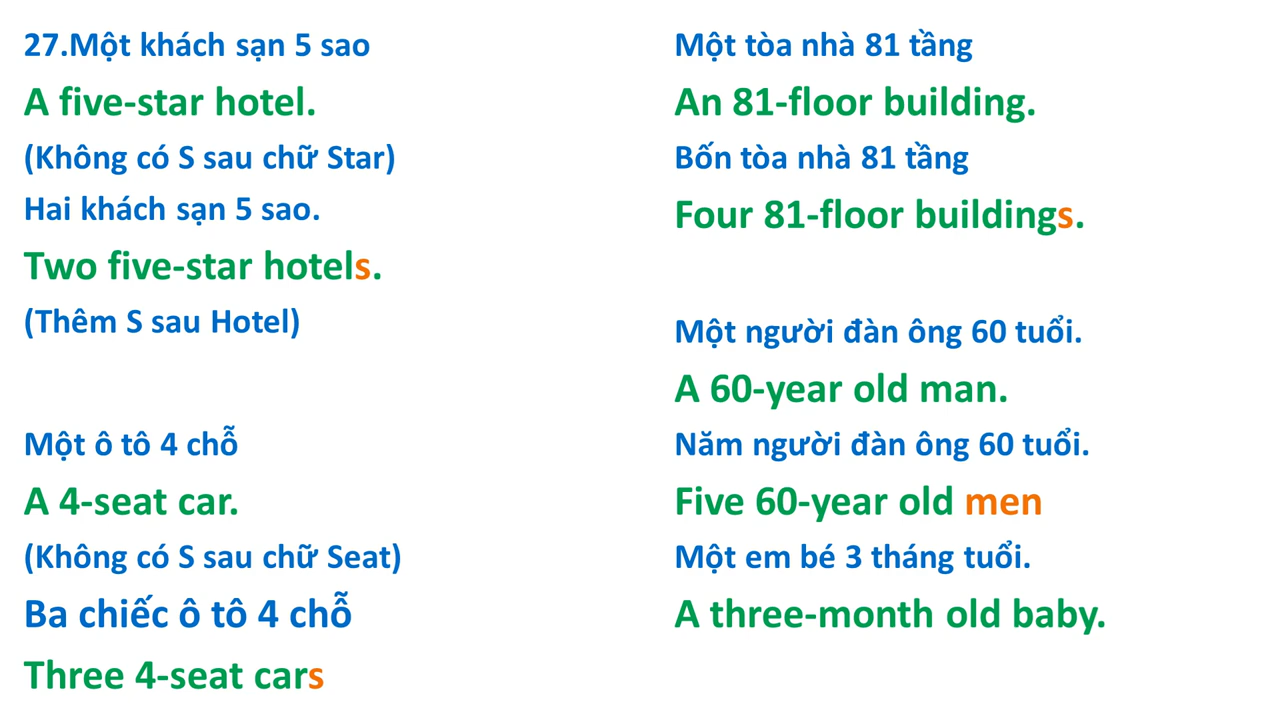 27.Một khách sạn 5 sao
A five-star hotel.
(Không có S sau chữ Star)
Hai khách sạn 5 sao.
Two five-star hotels.
(Thêm S sau Hotel)
Một ô tô 4 chỗ
A 4-seat car.
(Không có S sau chữ Seat)
Ba chiếc ô tô 4 chỗ
Three 4-seat cars
Một tòa nhà 81 tầng
An 81-floor building.
Bốn tòa nhà 81 tầng
Four 81-floor buildings.
Một người đàn ông 60 tuổi.
A 60-year old man.
Năm người đàn ông 60 tuổi.
Five 60-year old men
Một em bé 3 tháng tuổi.
A three-month old baby.